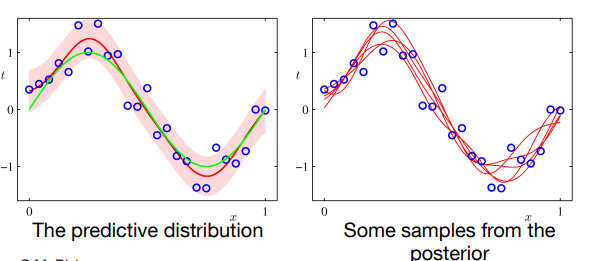 1
t
0
−1
0
x
1
The predictive distribution
1
t
0
−1
0
x
1
Some samples from the
posterior